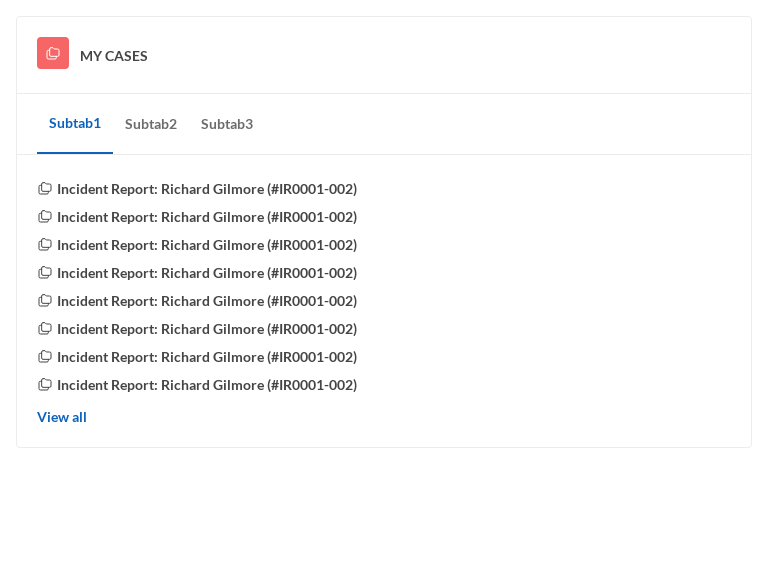 MY CASES
Subtab1 Subtab2 Subtab3
Incident Report: Richard Gilmore (#IR0001-002)
Incident Report: Richard Gilmore (#IR0001-002)
Incident Report: Richard Gilmore (#IR0001-002)
Incident Report: Richard Gilmore (#IR0001-002)
Incident Report: Richard Gilmore (#IR0001-002)
Incident Report: Richard Gilmore (#IR0001-002)
Incident Report: Richard Gilmore (#IR0001-002)
Incident Report: Richard Gilmore (#IR0001-002)
View all